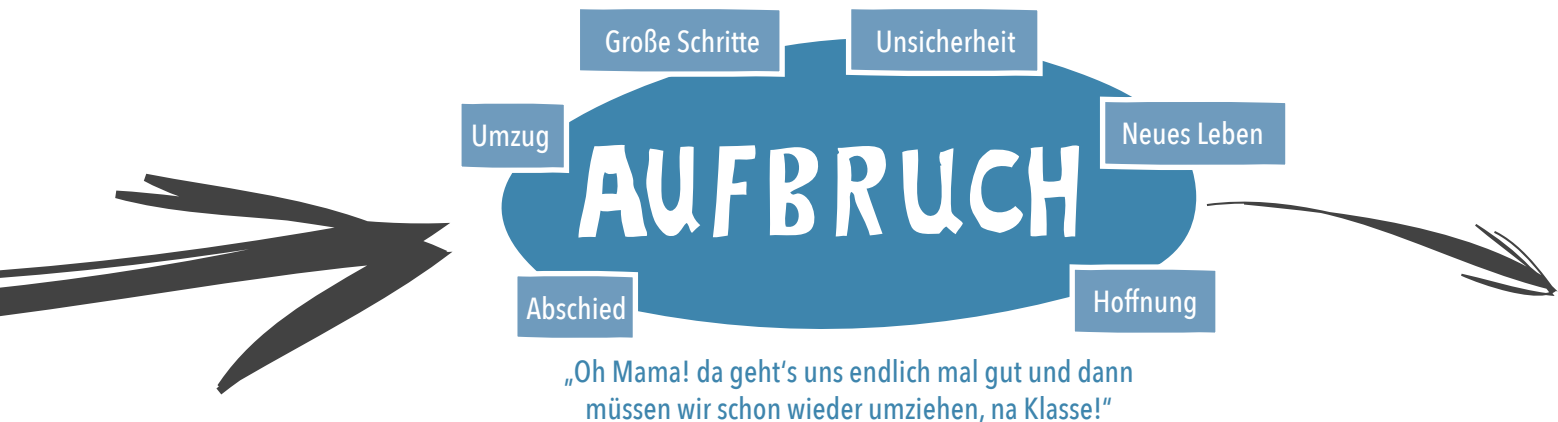 Große Schritte
Unsicherheit
Umzug
Neues Leben
AUFBRUCH
Abschied
Hoffnung
„Oh Mama! da geht‘s uns endlich mal gut und dann
müssen wir schon wieder umziehen, na Klasse!“